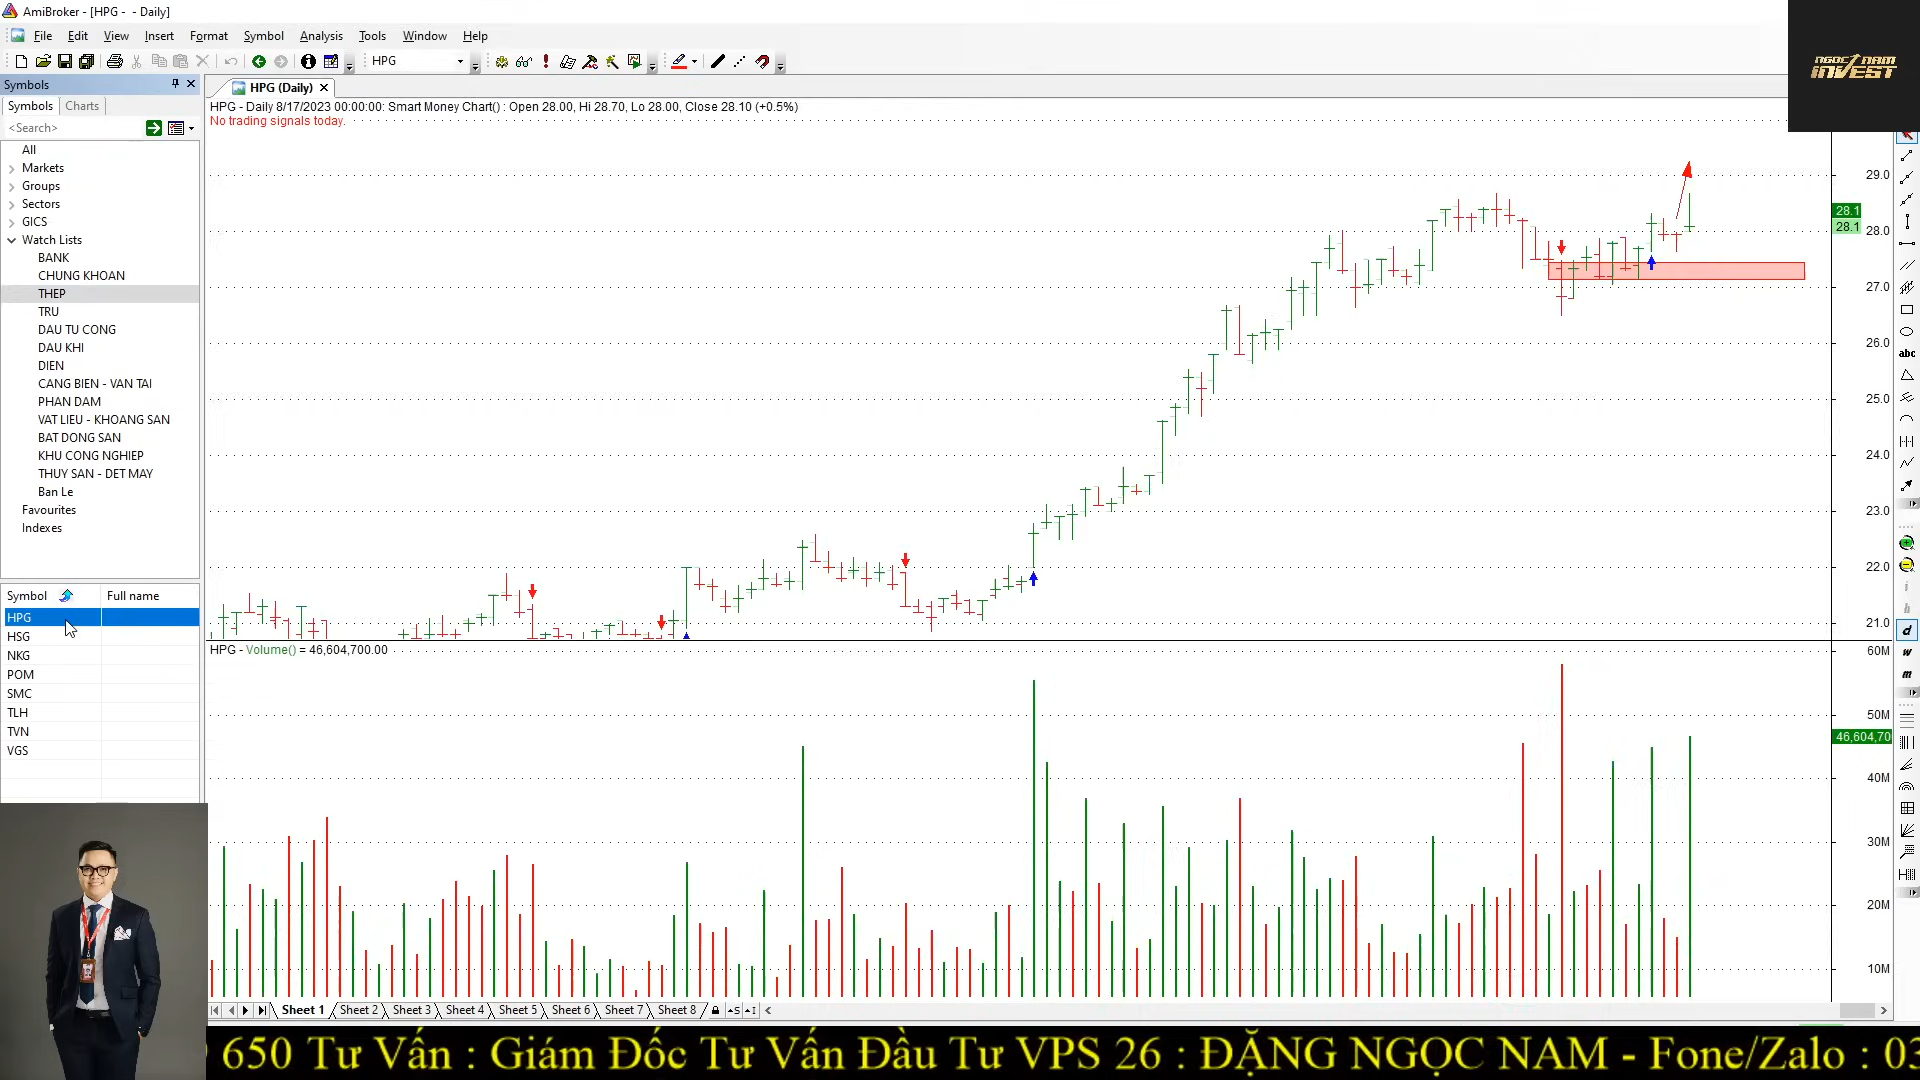 AmiBroker - [HPG - - Daily]
File Edit View Insert Format Symbol Analysis Tools Window Help
HPG
NGOC NAM
INVEST
Symbols
Symbols Charts
<Search>
All
Markets
Groups
Sectors
GICS
Watch Lists
BANK
CHUNG KHOAN
THEP
TRU
DAU TU CONG
DAU KHI
DIEN
CANG BIEN - VAN TAI
PHAN DAM
VAT LIEU - KHOANG SAN
BAT DONG SAN
KHU CONG NGHIEP
THUY SAN - DET MAY
Ban Le
Favourites
Indexes
Symbol Full name
HPG
HSG
NKG
POM
SMC
TLH
TVN
VGS
HPG (Daily)
HPG - Daily 8/17/2023 00:00:00: Smart Money Chart() : Open 28.00, Hi 28.70, Lo 28.00, Close 28.10 (+0.5%)
No trading signals today.
29.0
28.1
28.1
28.0
27.0
26.0
25.0
24.0
23.0
22.0
21.0
HPG - Volume() = 46,604,700.00
60M
50M
46,604,70
40M
30M
20M
10M
abc
d
w
m
Sheet 1 Sheet 2 Sheet 3 Sheet 4 Sheet 5 Sheet 6 Sheet 7 Sheet 8
650 Tư Vấn : Giám Đốc Tư Vấn Đầu Tư VPS 26 : ĐẶNG NGỌC NAM - Fone/Zalo : 03